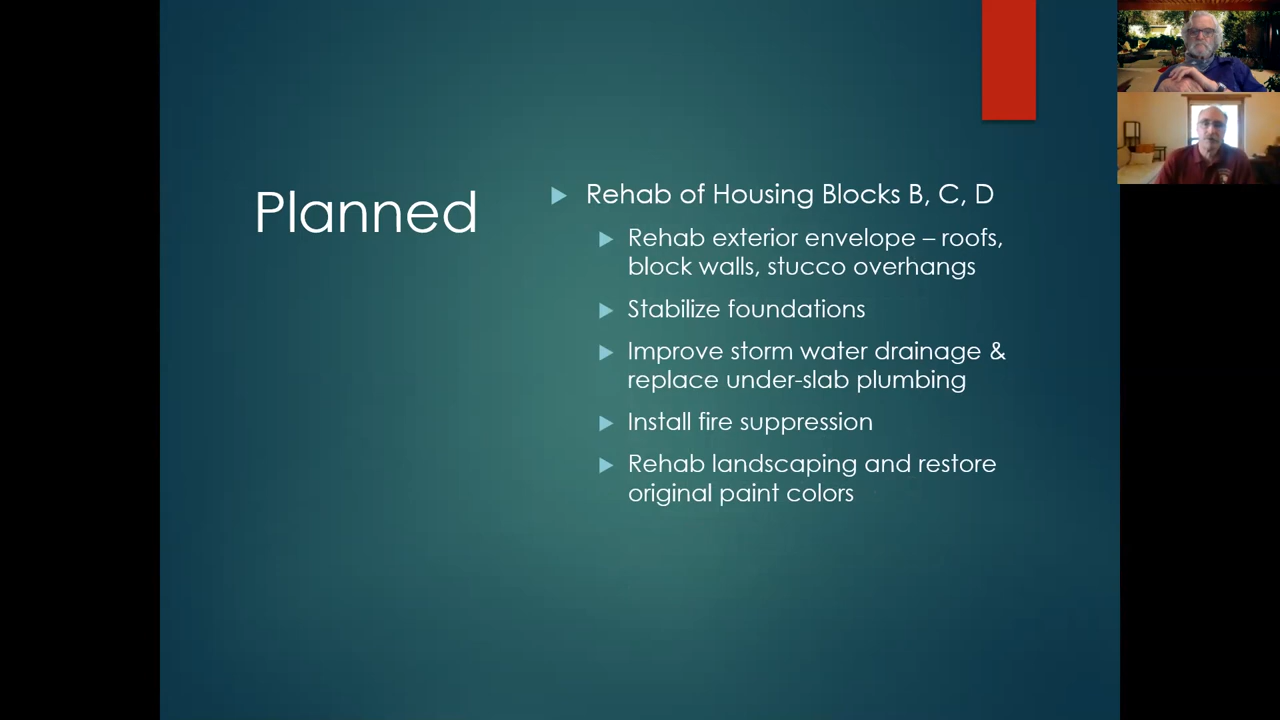 Planned
Rehab of Housing Blocks B, C, D
Rehab exterior envelope – roofs,
block walls, stucco overhangs
Stabilize foundations
Improve storm water drainage &
replace under-slab plumbing
Install fire suppression
Rehab landscaping and restore
original paint colors